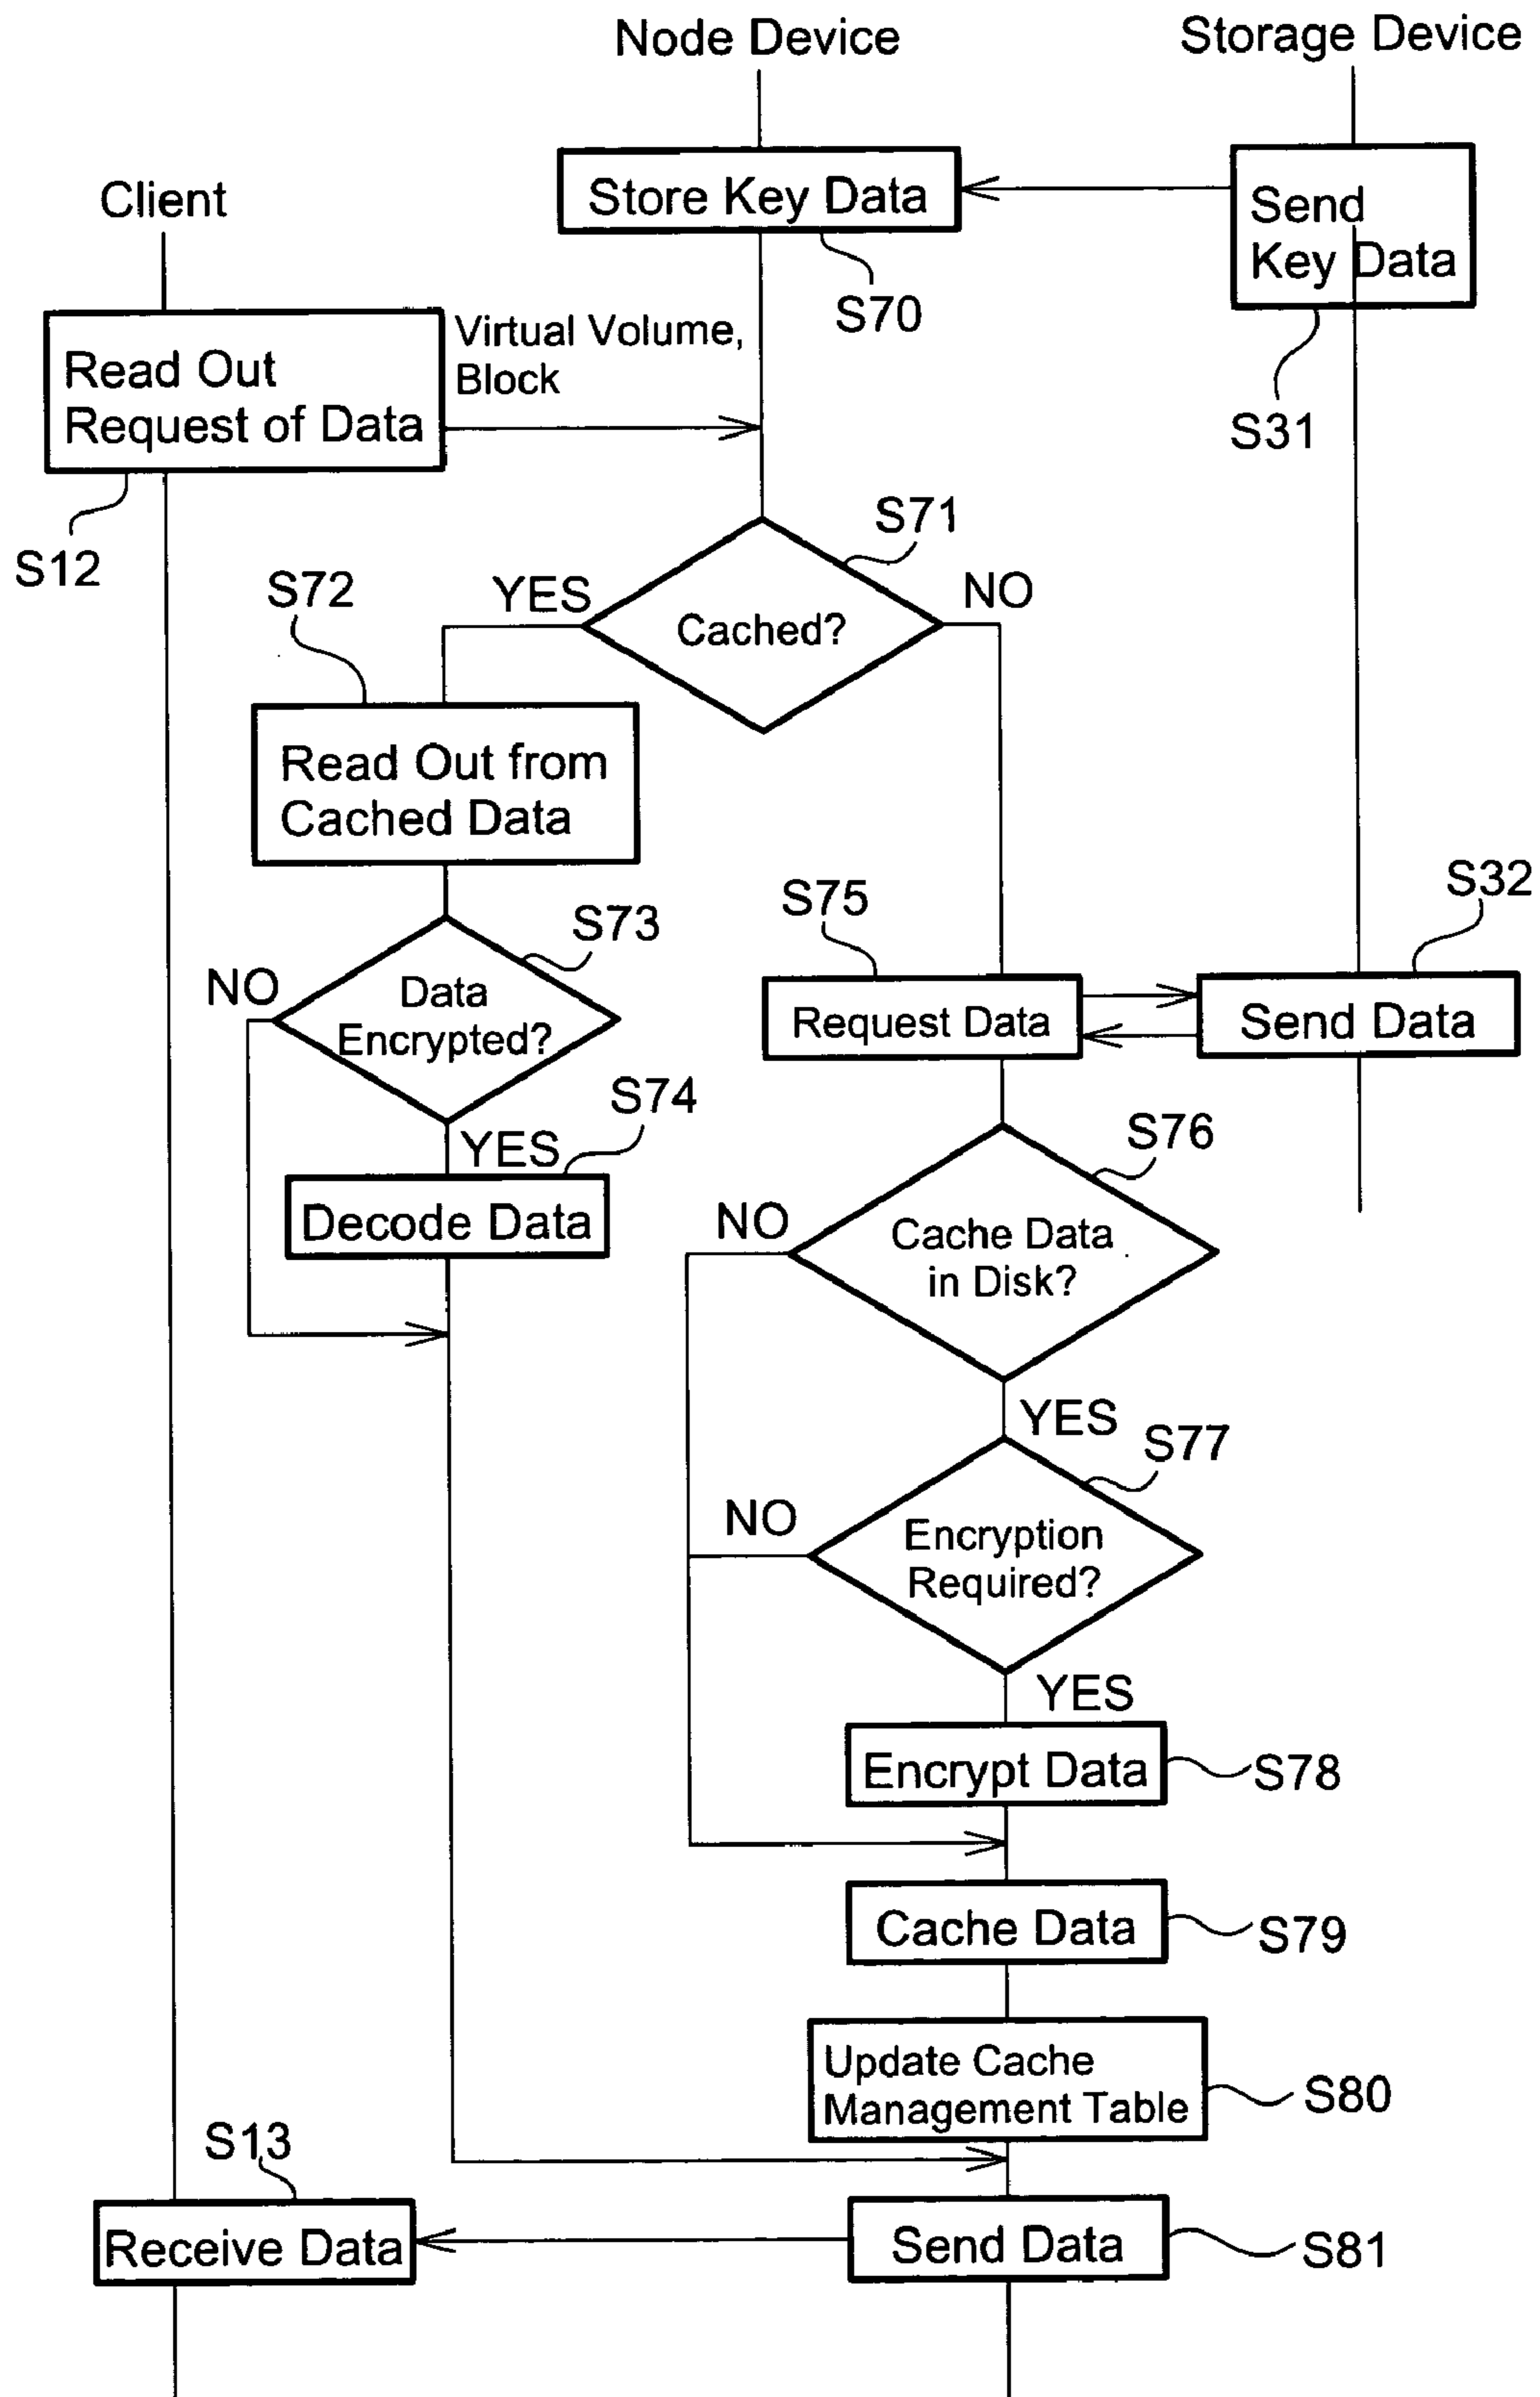 Node Device
Storage Device
Client
Store Key Data
Send
Key Data
S70
S31
Virtual Volume,
Block
Read Out
Request of Data
S12
S71
YES
NO
Cached?
S72
Read Out from
Cached Data
S73
NO
Data
Encrypted?
YES
S74
Decode Data
S75
Request Data
S32
Send Data
S76
NO
Cache Data
in Disk?
YES
S77
NO
Encryption
Required?
YES
Encrypt Data
S78
Cache Data
S79
Update Cache
Management Table
S80
S13
Receive Data
Send Data
S81